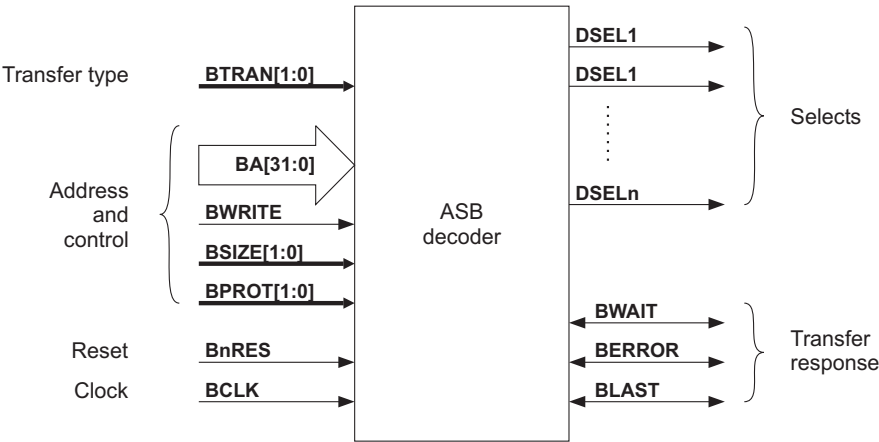 Transfer type
BTRAN[1:0]
Address
and
control
BA[31:0]
BWRITE
BSIZE[1:0]
BPROT[1:0]
Reset
BnRES
Clock
BCLK
ASB
decoder
DSEL1
DSEL1
DSELn
Selects
BWAIT
BERROR
BLAST
Transfer
response